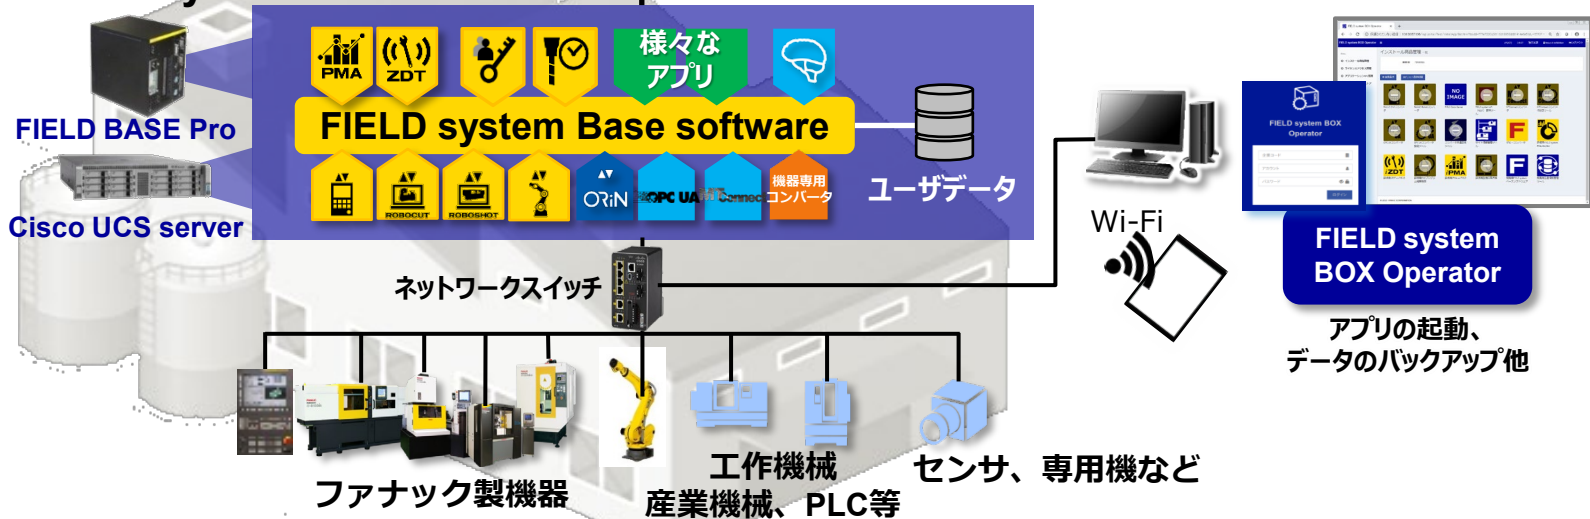 様々な
アプリ
PMA
ZDT
FIELD system Base software
FIELD BASE Pro
Cisco UCS server
ROBOCUT
ROBOSHOT
ORiN
OPC UA
MTConnect
機器専用
コンバータ
ユーザデータ
Wi-Fi
ネットワークスイッチ
FIELD system BOX
Operator
NO
IMAGE
ZDT
PMA
FIELD system
BOX Operator
アプリの起動、
データのバックアップ他
ファナック製機器
工作機械
産業機械、PLC等
センサ、専用機など